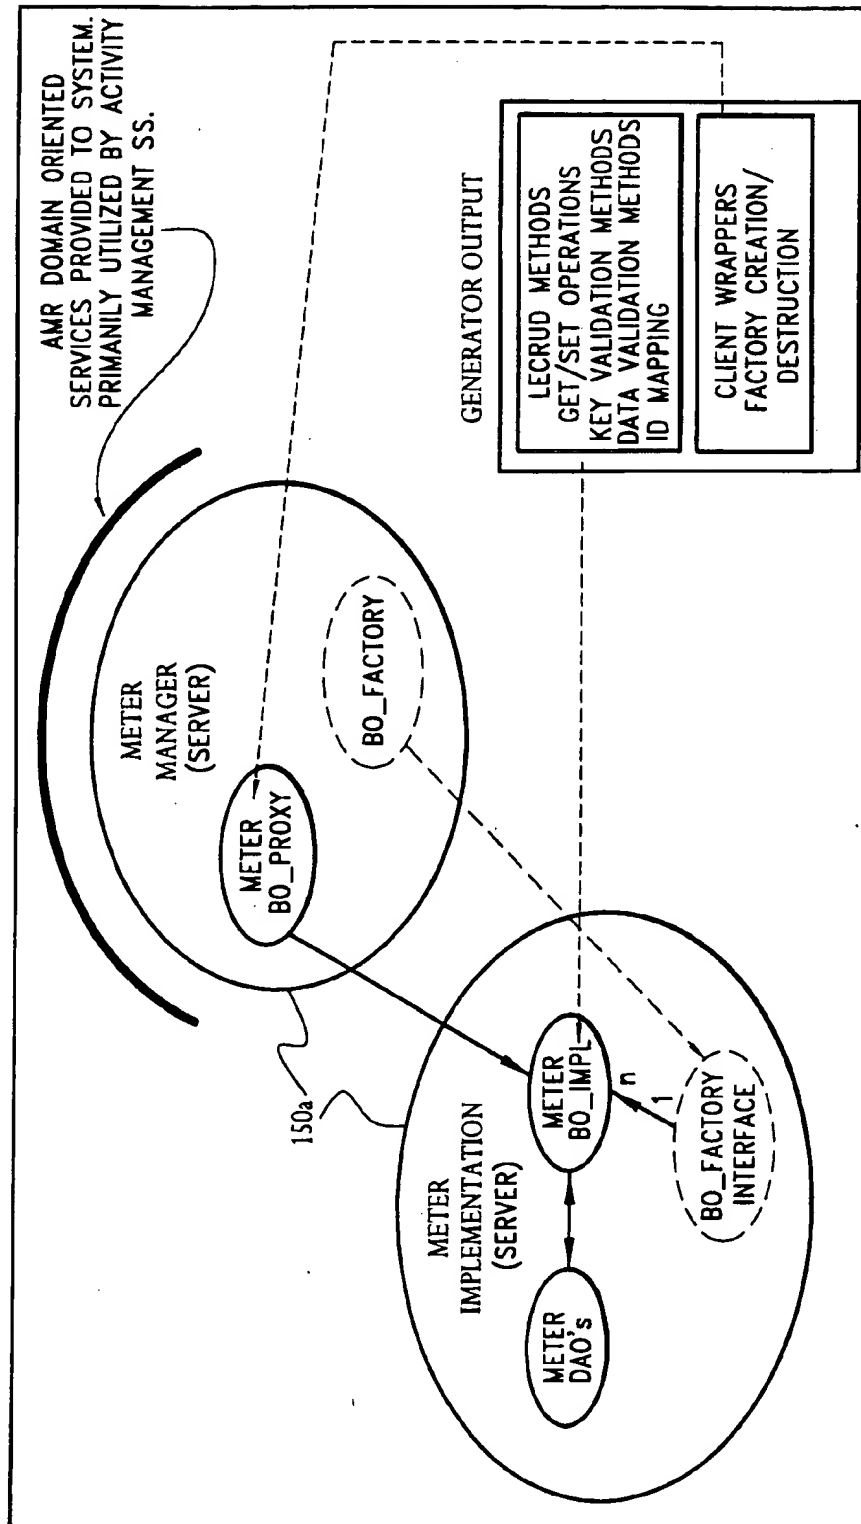 AMR DOMAIN ORIENTED
SERVICES PROVIDED TO SYSTEM.
PRIMANILY UTILIZED BY ACTIVITY
MANAGEMENT SS.
METER
MANAGER
(SERVER)
METER
BO_PROXY
BO_FACTORY
150a
METER
IMPLEMENTATION
(SERVER)
METER
DAO's
METER
BO_IMPL
n
1
BO_FACTORY
INTERFACE
GENERATOR OUTPUT
LECRUD METHODS
GET/SET OPERATIONS
KEY VALIDATION METHODS
DATA VALIDATION METHODS
ID MAPPING
CLIENT WRAPPERS
FACTORY CREATION/
DESTRUCTION